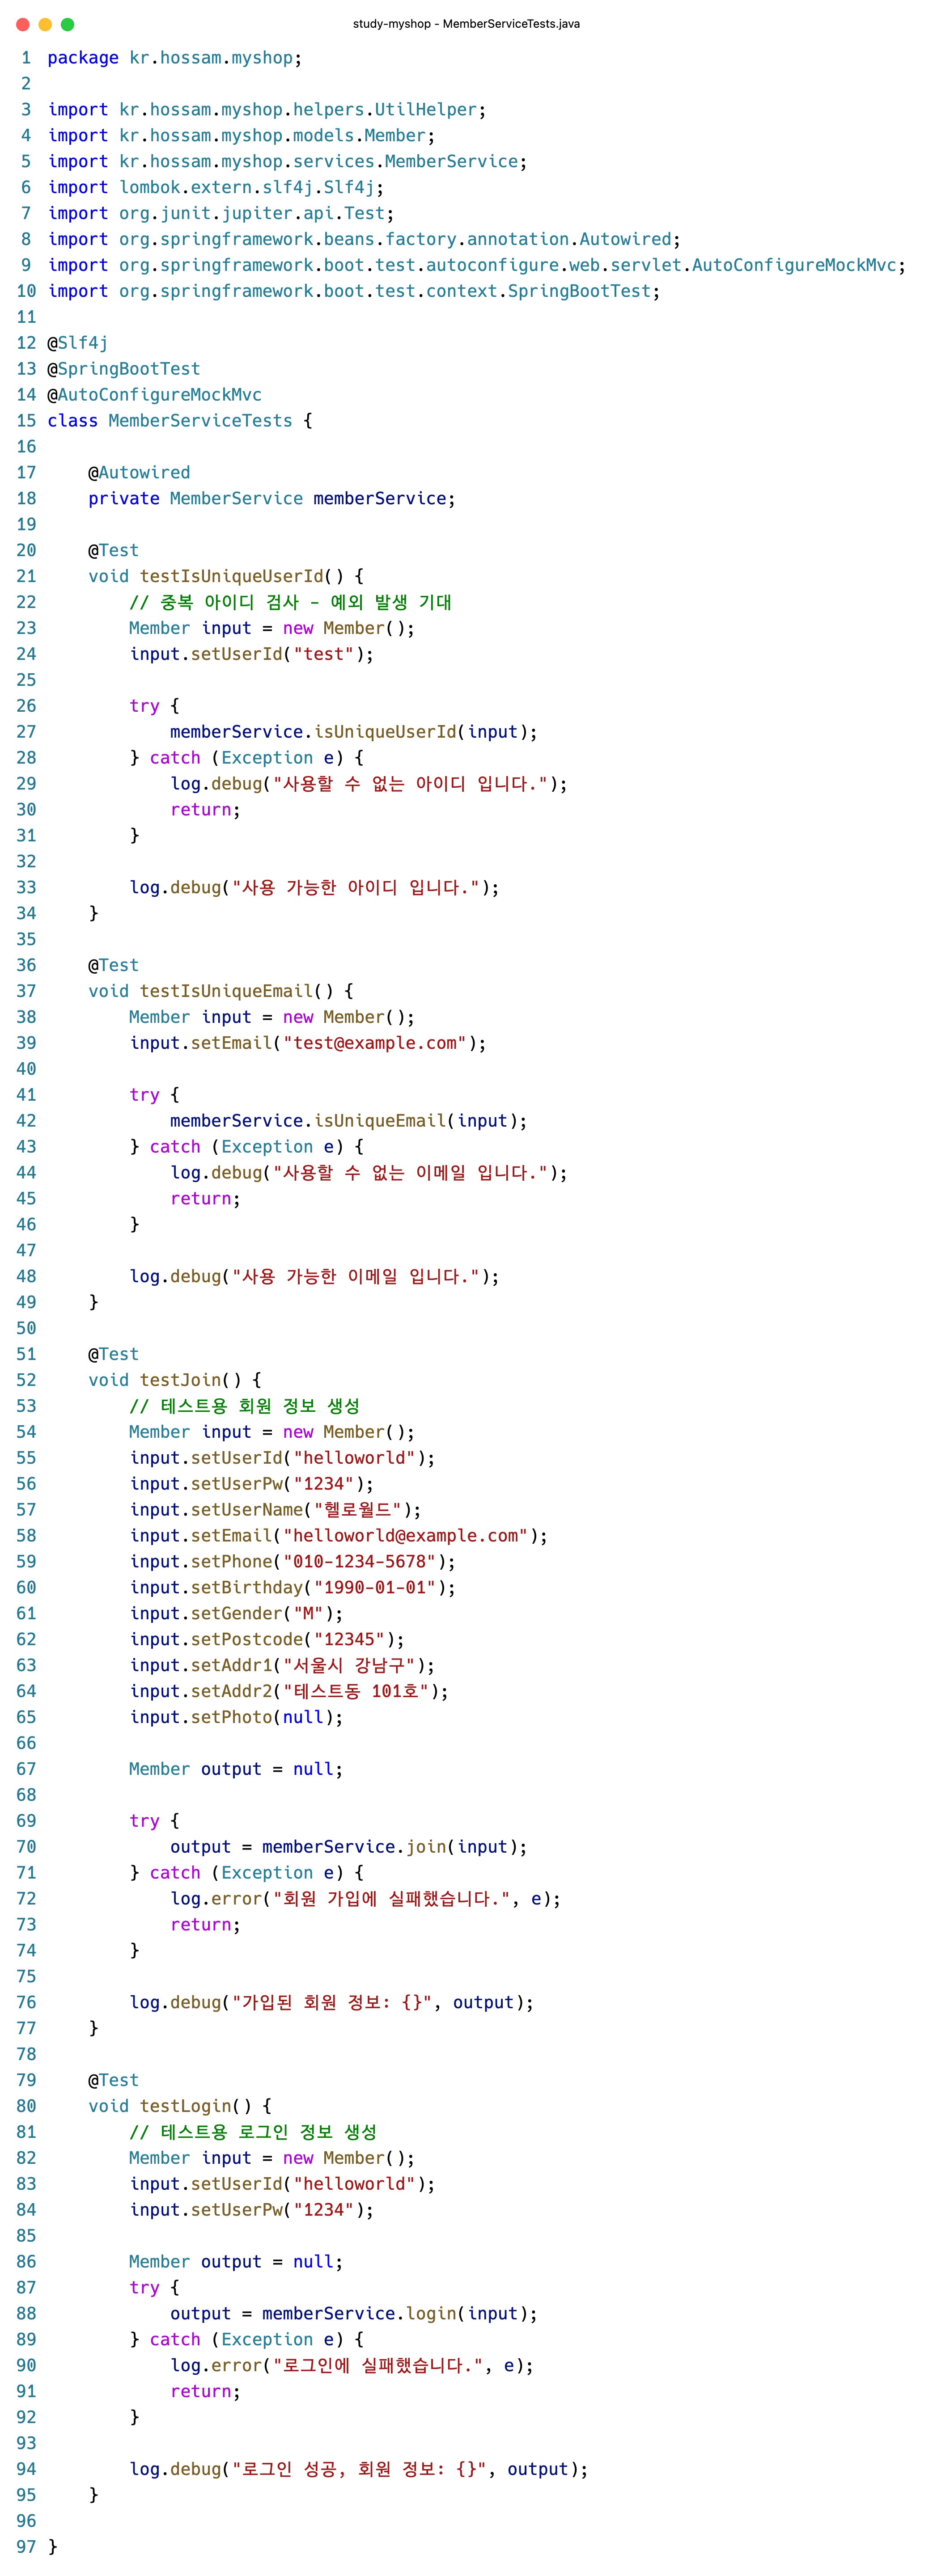 study-myshop - MemberServiceTests.java
1 package kr.hossam.myshop;
2
3 import kr.hossam.myshop.helpers.UtilHelper;
4 import kr.hossam.myshop.models.Member;
5 import kr.hossam.myshop.services.MemberService;
6 import lombok.extern.slf4j.Slf4j;
7 import org.junit.jupiter.api.Test;
8 import org.springframework.beans.factory.annotation.Autowired;
9 import org.springframework.boot.test.autoconfigure.web.servlet.AutoConfigureMockMvc;
10 import org.springframework.boot.test.context.SpringBootTest;
11
12 @Slf4j
13 @SpringBootTest
14 @AutoConfigureMockMvc
15 class MemberServiceTests {
16
17     @Autowired
18     private MemberService memberService;
19
20     @Test
21     void testIsUniqueUserId() {
22         // 중복 아이디 검사 - 예외 발생 기대
23         Member input = new Member();
24         input.setUserId("test");
25
26         try {
27             memberService.isUniqueUserId(input);
28         } catch (Exception e) {
29             log.debug("사용할 수 없는 아이디 입니다.");
30             return;
31         }
32
33         log.debug("사용 가능한 아이디 입니다.");
34     }
35
36     @Test
37     void testIsUniqueEmail() {
38         Member input = new Member();
39         input.setEmail("test@example.com");
40
41         try {
42             memberService.isUniqueEmail(input);
43         } catch (Exception e) {
44             log.debug("사용할 수 없는 이메일 입니다.");
45             return;
46         }
47
48         log.debug("사용 가능한 이메일 입니다.");
49     }
50
51     @Test
52     void testJoin() {
53         // 테스트용 회원 정보 생성
54         Member input = new Member();
55         input.setUserId("helloworld");
56         input.setUserPw("1234");
57         input.setUserName("헬로월드");
58         input.setEmail("helloworld@example.com");
59         input.setPhone("010-1234-5678");
60         input.setBirthday("1990-01-01");
61         input.setGender("M");
62         input.setPostcode("12345");
63         input.setAddr1("서울시 강남구");
64         input.setAddr2("테스트동 101호");
65         input.setPhoto(null);
66
67         Member output = null;
68
69         try {
70             output = memberService.join(input);
71         } catch (Exception e) {
72             log.error("회원 가입에 실패했습니다.", e);
73             return;
74         }
75
76         log.debug("가입된 회원 정보: {}", output);
77     }
78
79     @Test
80     void testLogin() {
81         // 테스트용 로그인 정보 생성
82         Member input = new Member();
83         input.setUserId("helloworld");
84         input.setUserPw("1234");
85
86         Member output = null;
87         try {
88             output = memberService.login(input);
89         } catch (Exception e) {
90             log.error("로그인에 실패했습니다.", e);
91             return;
92         }
93
94         log.debug("로그인 성공, 회원 정보: {}", output);
95     }
96
97 }